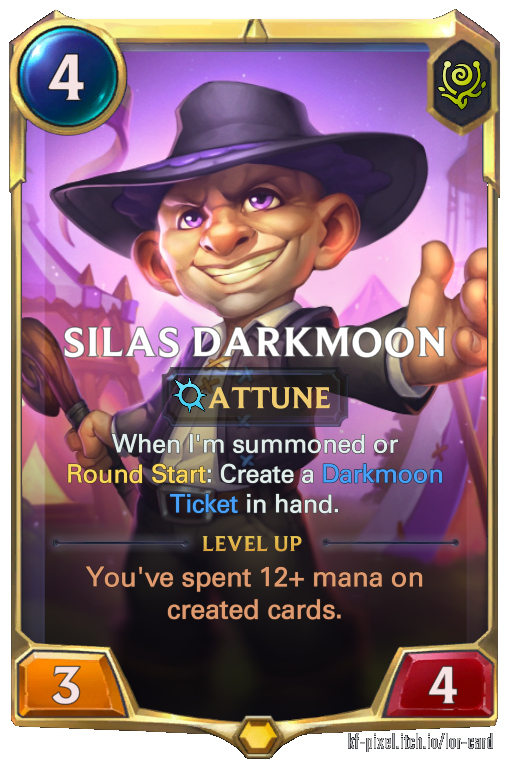 4
SILAS DARKMOON
ATTUNE
When I'm summoned or
Round Start: Create a Darkmoon
Ticket in hand.
LEVEL UP
You've spent 12+ mana on
created cards.
3
4
kf-pixel.itch.io/lor-card